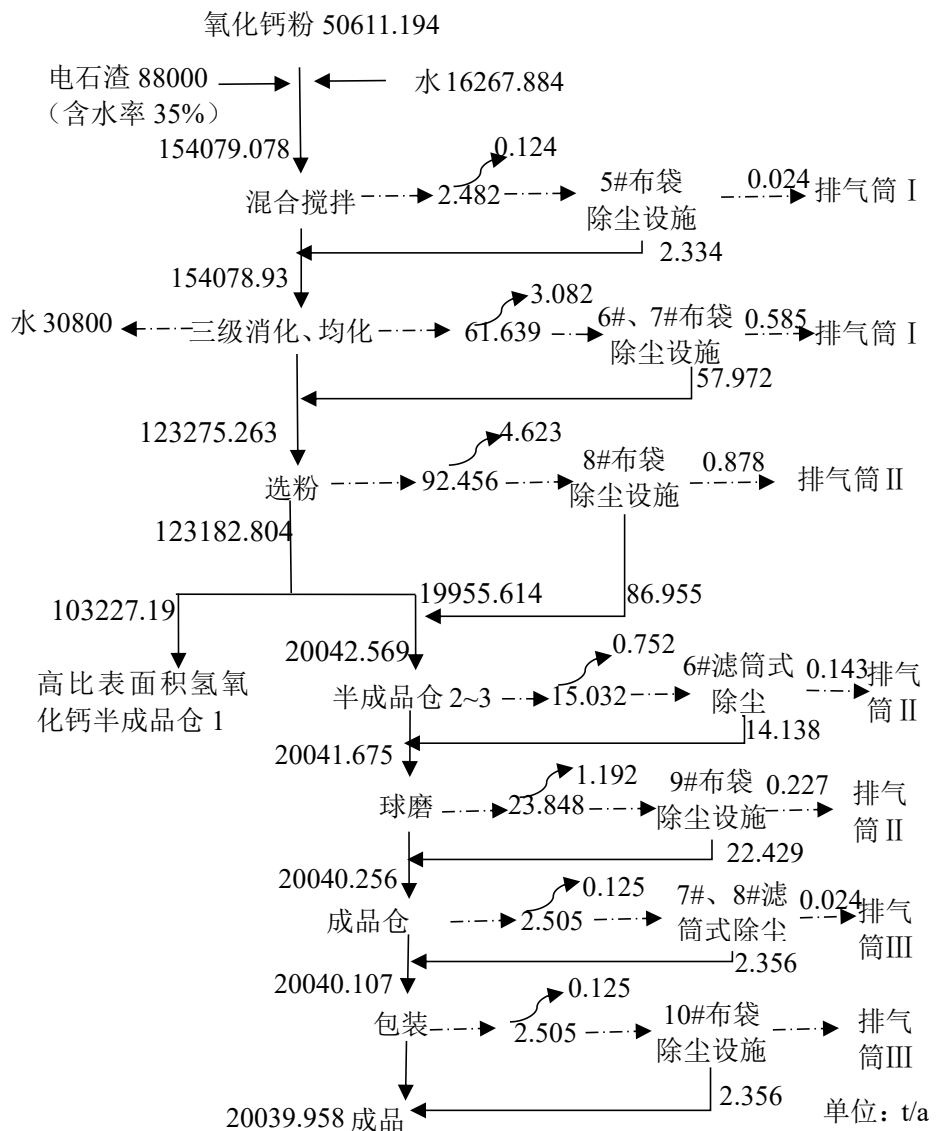 氧化钙粉 50611.194
电石渣 88000
（含水率 35%）
水 16267.884
154079.078
0.124
混合搅拌
2.482
5#布袋
除尘设施
0.024
排气筒Ⅰ
2.334
154078.93
水 30800
三级消化、均化
3.082
61.639
6#、7#布袋
除尘设施
0.585
排气筒Ⅰ
57.972
123275.263
4.623
选粉
92.456
8#布袋
除尘设施
0.878
排气筒Ⅱ
123182.804
103227.19
19955.614
86.955
高比表面积氢氧
化钙半成品仓 1
20042.569
0.752
半成品仓 2~3
15.032
6#滤筒式
除尘
0.143
排气
筒Ⅱ
14.138
20041.675
1.192
球磨
23.848
9#布袋
除尘设施
0.227
排气
筒Ⅱ
22.429
20040.256
0.125
成品仓
2.505
7#、8#滤
筒式除尘
0.024
排气
筒Ⅲ
2.356
20040.107
0.125
包装
2.505
10#布袋
除尘设施
排气
筒Ⅲ
2.356
20039.958 成品
单位：t/a